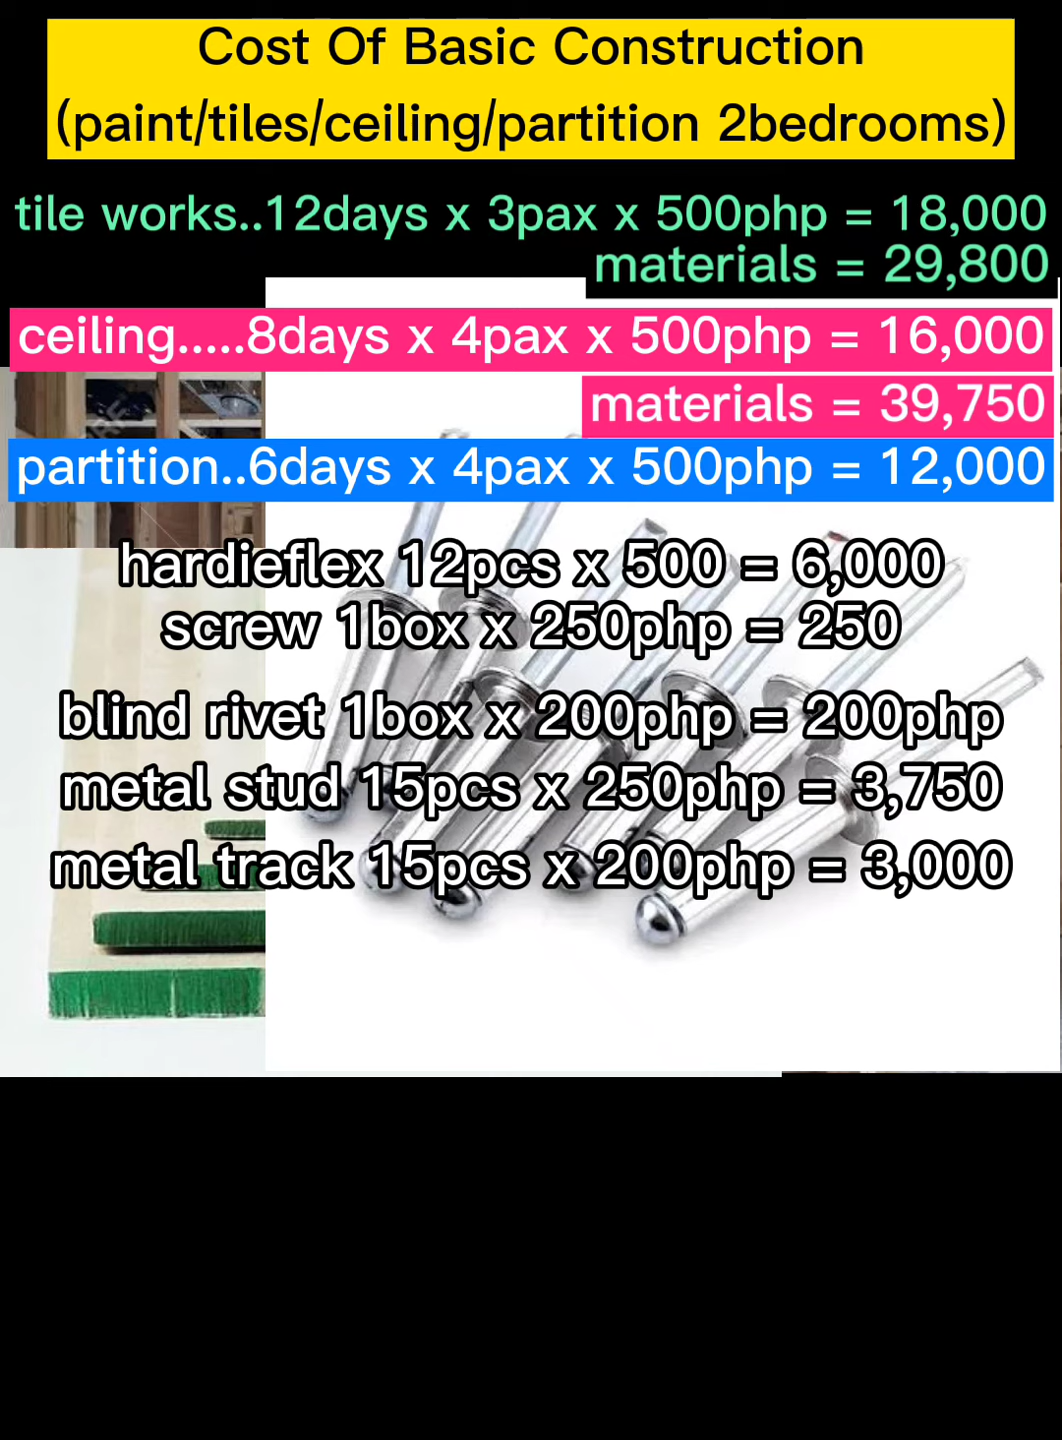 Cost Of Basic Construction
(paint/tiles/ceiling/partition 2bedrooms)
tile works..12days x 3pax x 500php = 18,000
materials = 29,800
ceiling.....8days x 4pax x 500php = 16,000
materials = 39,750
partition..6days x 4pax x 500php = 12,000
hardieflex 12pcs x 500 = 6,000
screw 1box x 250php = 250
blind rivet 1box x 200php = 200php
metal stud 15pcs x 250php = 3,750
metal track 15pcs x 200php = 3,000